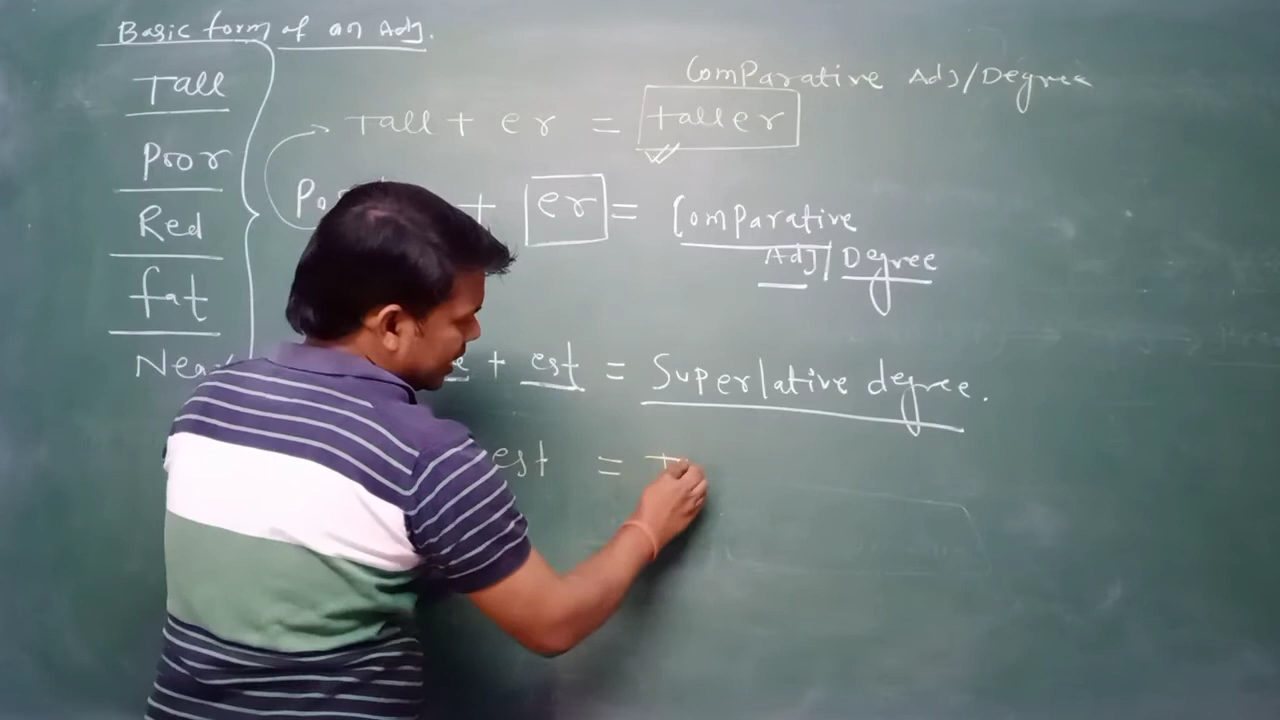 Basic form of an Adj.
Tall
Poor
Red
fat
Comparative Adj/Degree
Tall + er = taller
+ er = Comparative
Adj/Degree
+ est = Superlative degree.
est =